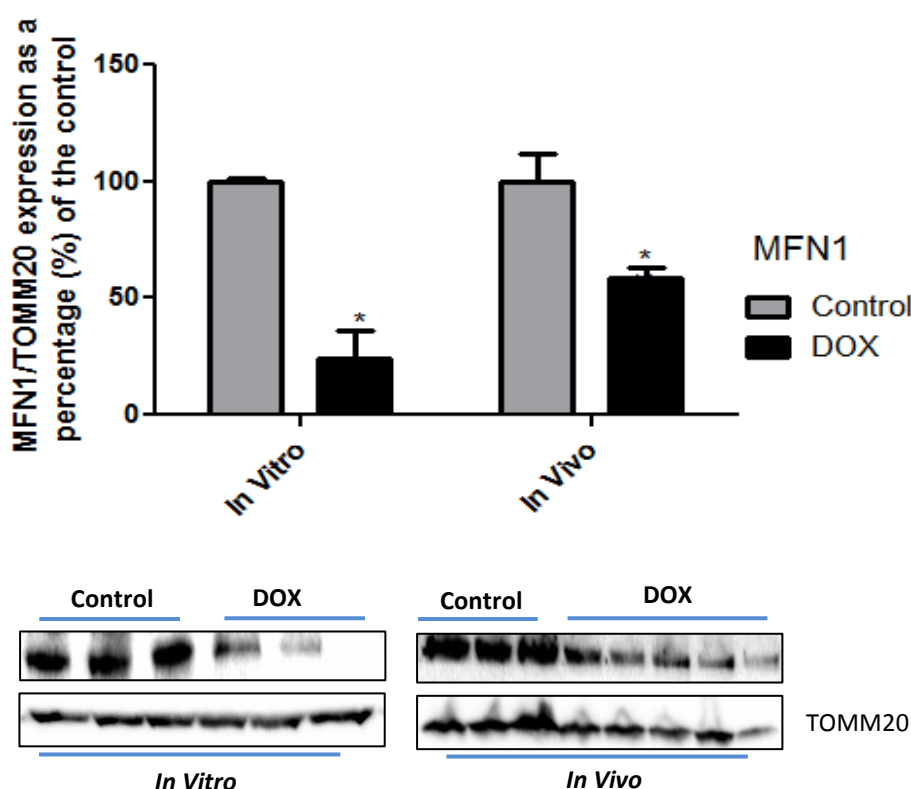 MFN1/TOMM20 expression as a
percentage (%) of the control
150
100
50
0
*
*
In Vitro
In Vivo
MFN1
Control
DOX
Control
DOX
Control
DOX
TOMM20
In Vitro
In Vivo